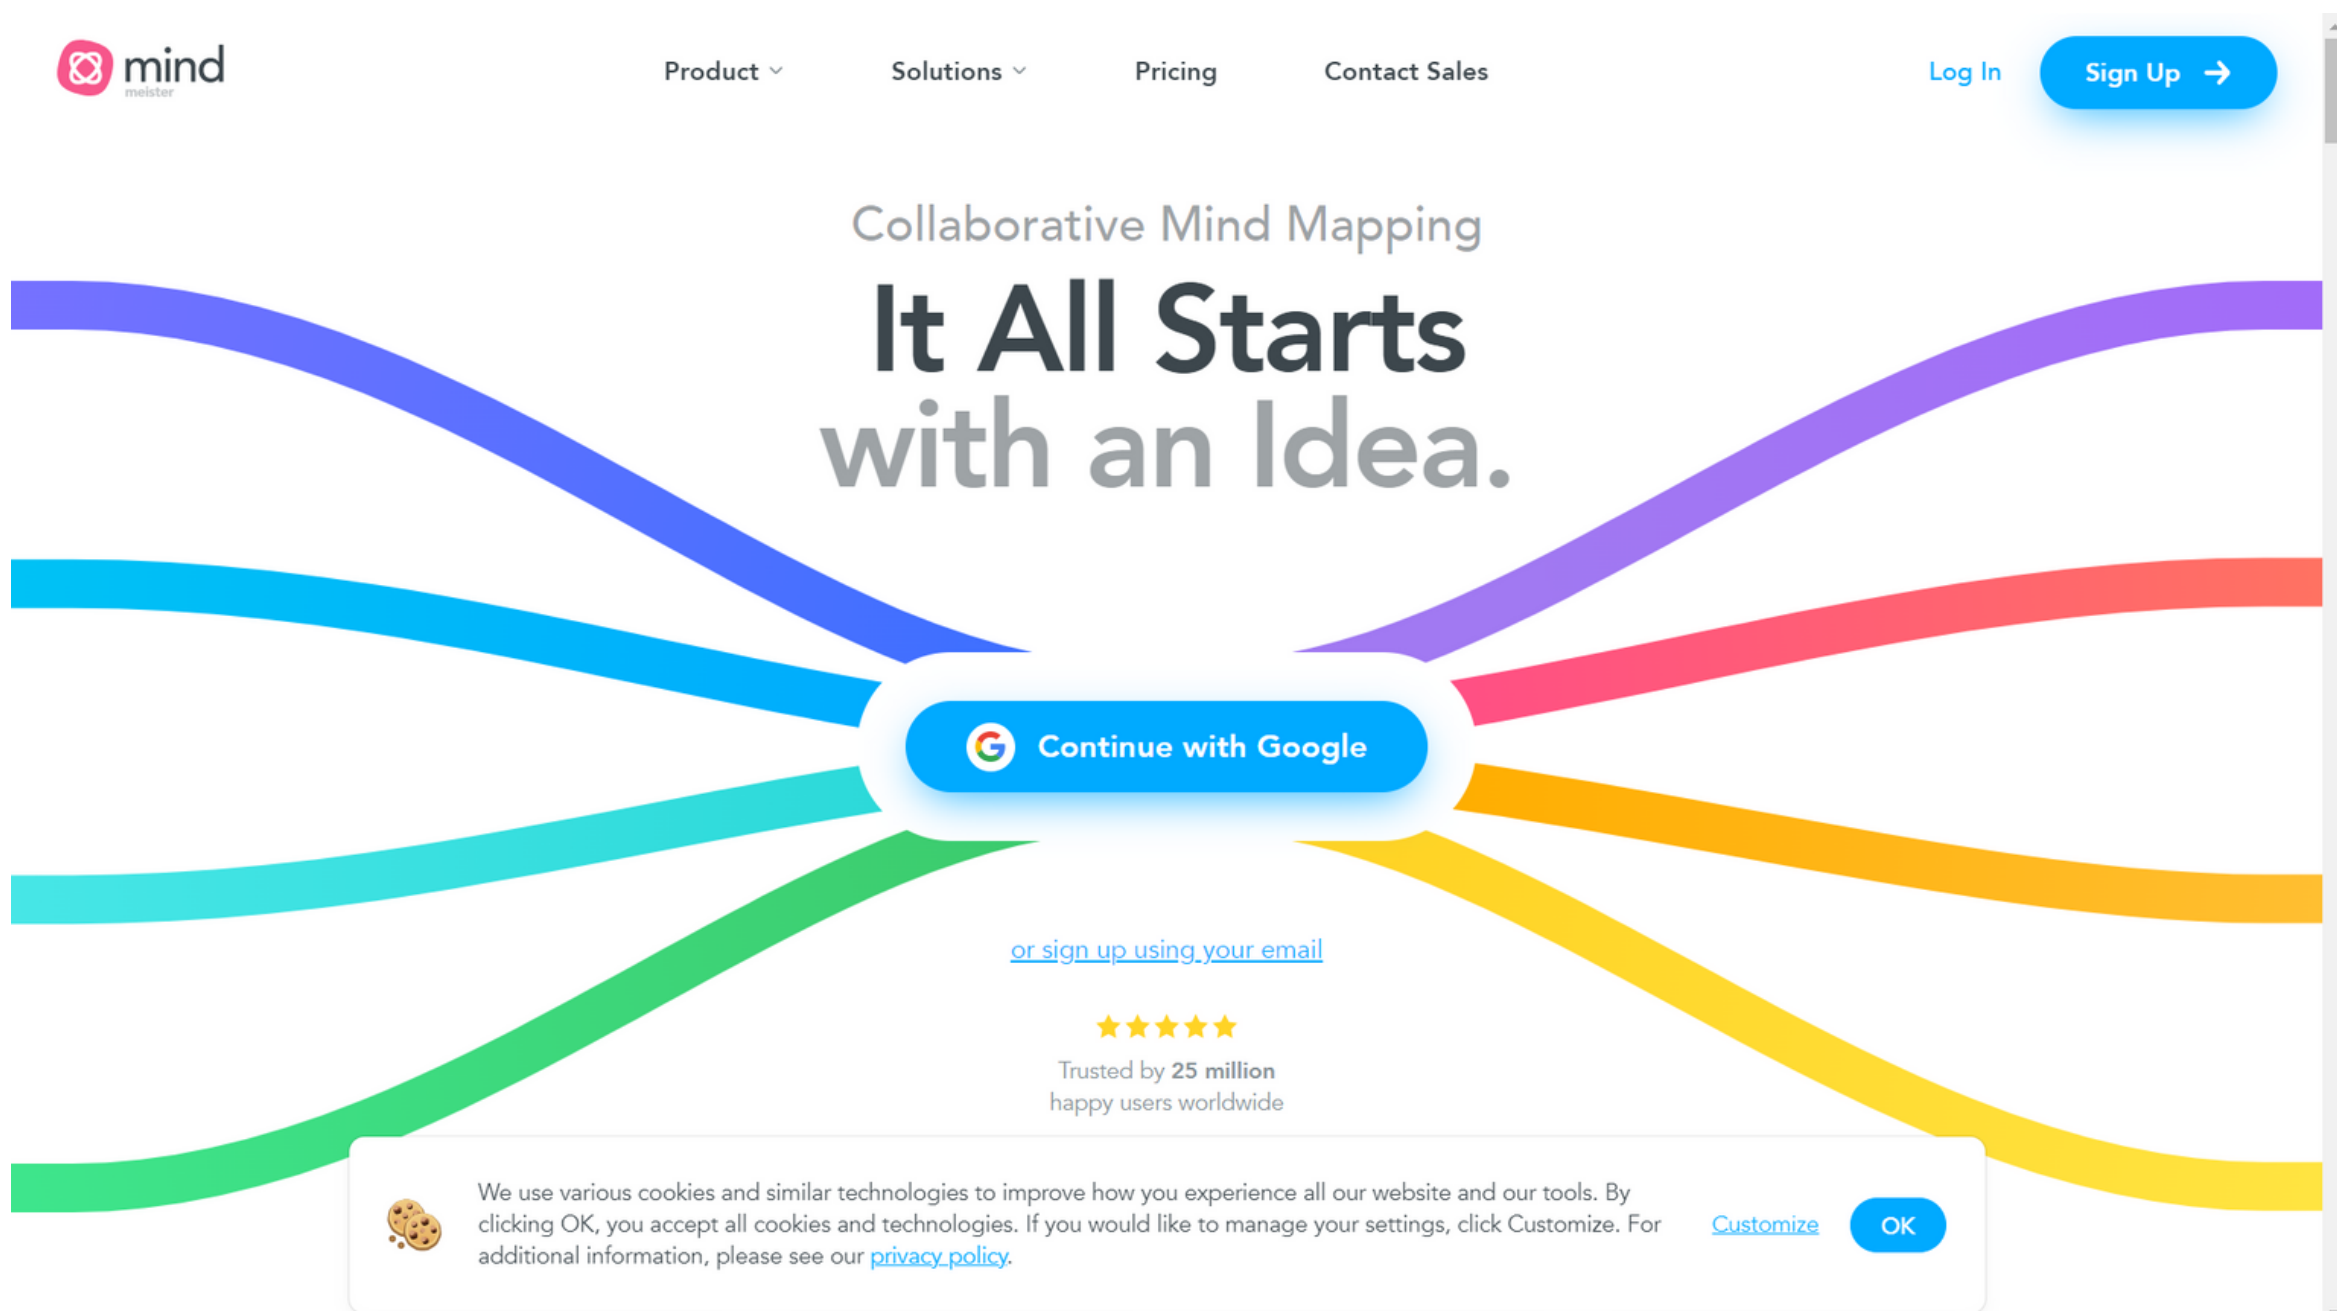 mind
meister
Product
Solutions
Pricing
Contact Sales
Log In
Sign Up
Collaborative Mind Mapping
It All Starts
with an Idea.
Continue with Google
or sign up using your email
Trusted by 25 million
happy users worldwide
We use various cookies and similar technologies to improve how you experience all our website and our tools. By
clicking OK, you accept all cookies and technologies. If you would like to manage your settings, click Customize. For
additional information, please see our privacy policy.
Customize
OK